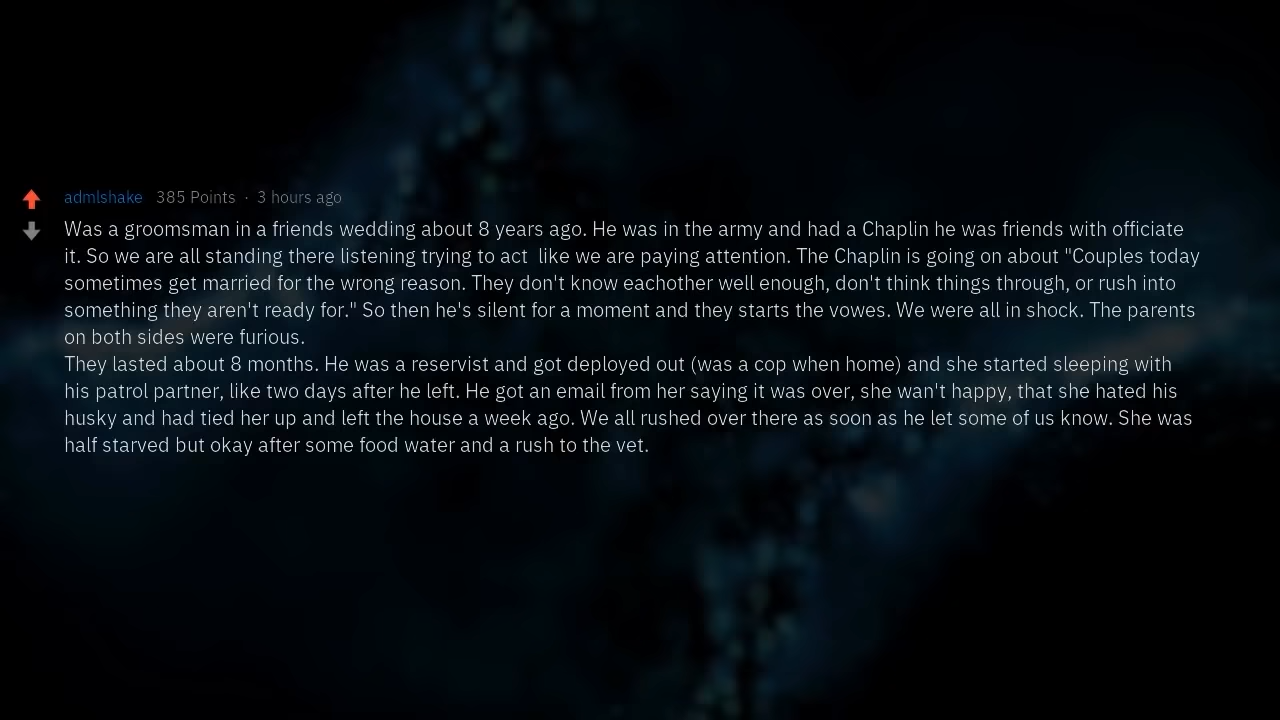 admlshake 385 Points · 3 hours ago
Was a groomsman in a friends wedding about 8 years ago. He was in the army and had a Chaplin he was friends with officiate
it. So we are all standing there listening trying to act  like we are paying attention. The Chaplin is going on about "Couples today
sometimes get married for the wrong reason. They don't know eachother well enough, don't think things through, or rush into
something they aren't ready for." So then he's silent for a moment and they starts the vowes. We were all in shock. The parents
on both sides were furious.
They lasted about 8 months. He was a reservist and got deployed out (was a cop when home) and she started sleeping with
his patrol partner, like two days after he left. He got an email from her saying it was over, she wan't happy, that she hated his
husky and had tied her up and left the house a week ago. We all rushed over there as soon as he let some of us know. She was
half starved but okay after some food water and a rush to the vet.